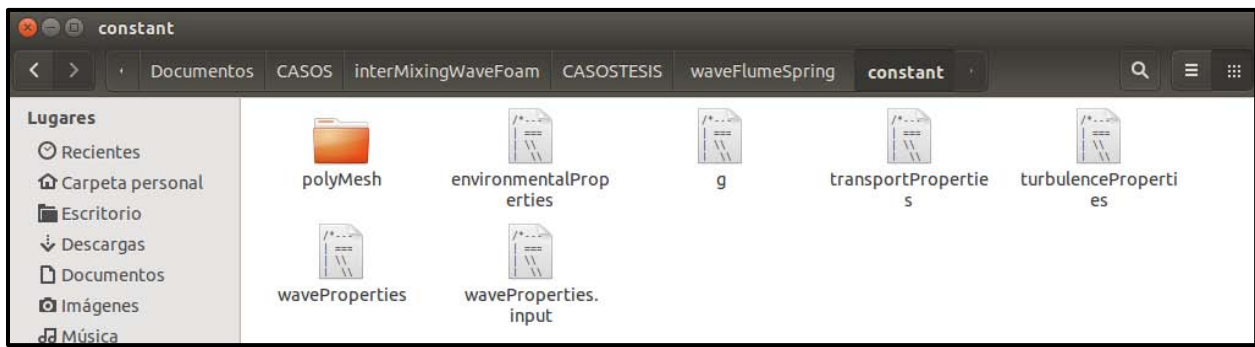 constant
Documentos CASOS interMixingWaveFoam CASOSTESIS waveFlumeSpring constant
Lugares
Recientes
Carpeta personal
Escritorio
Descargas
Documentos
Imágenes
Música
polyMesh
environmentalProp
erties
g
transportPropertie
s
turbulenceProperti
es
waveProperties
waveProperties.
input